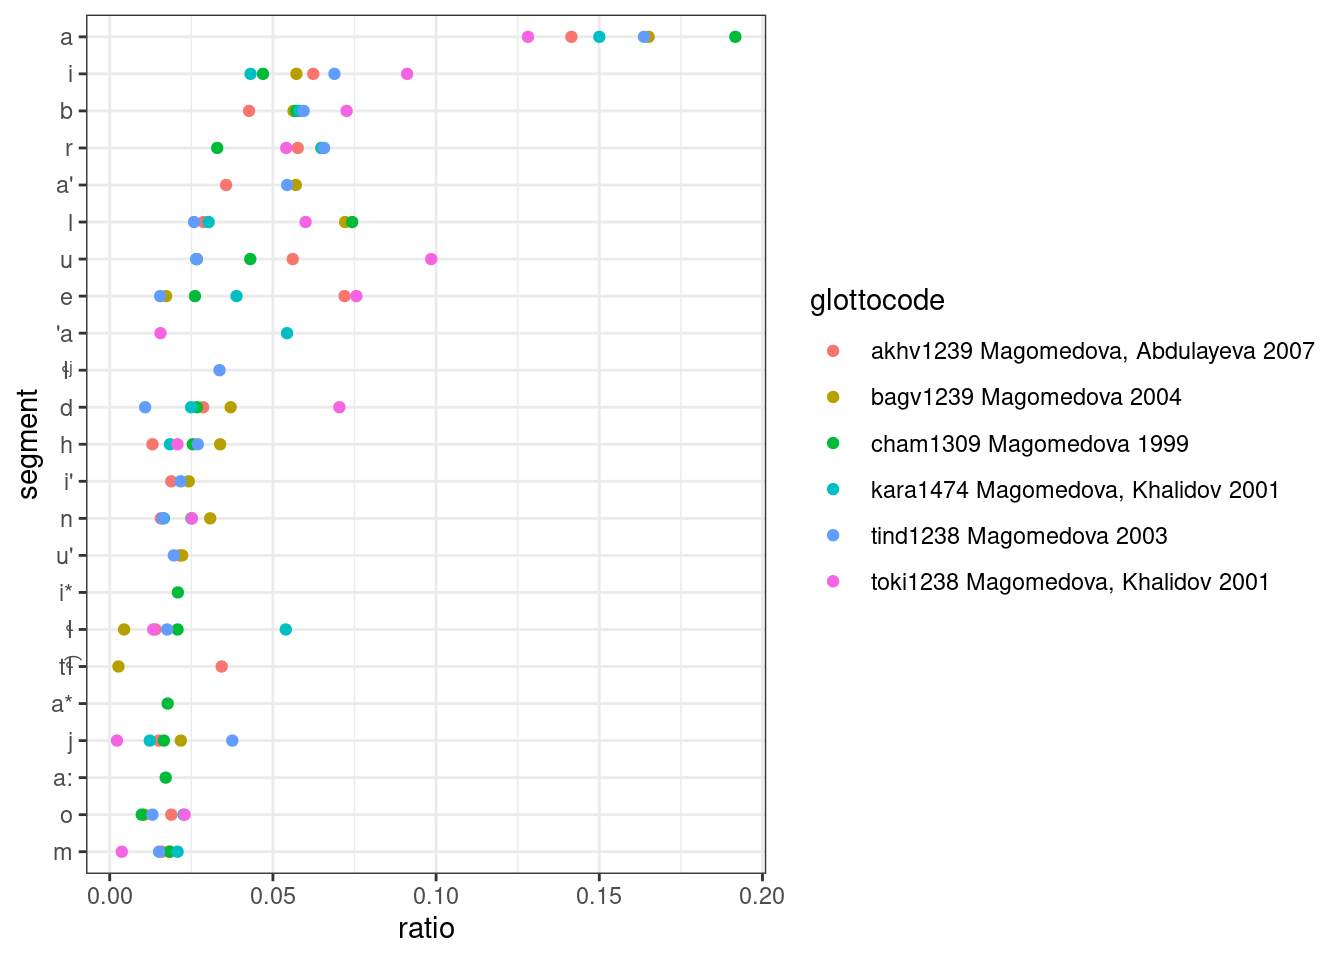 a
i
b
r
a'
l
u
e
'a
d
h
i'
n
u'
i*
a*
j
a:
o
m
segment
0.00 0.05 0.10 0.15 0.20
ratio
glottocode
akhv1239 Magomedova, Abdulayeva 2007
bagv1239 Magomedova 2004
cham1309 Magomedova 1999
kara1474 Magomedova, Khalidov 2001
tind1238 Magomedova 2003
toki1238 Magomedova, Khalidov 2001